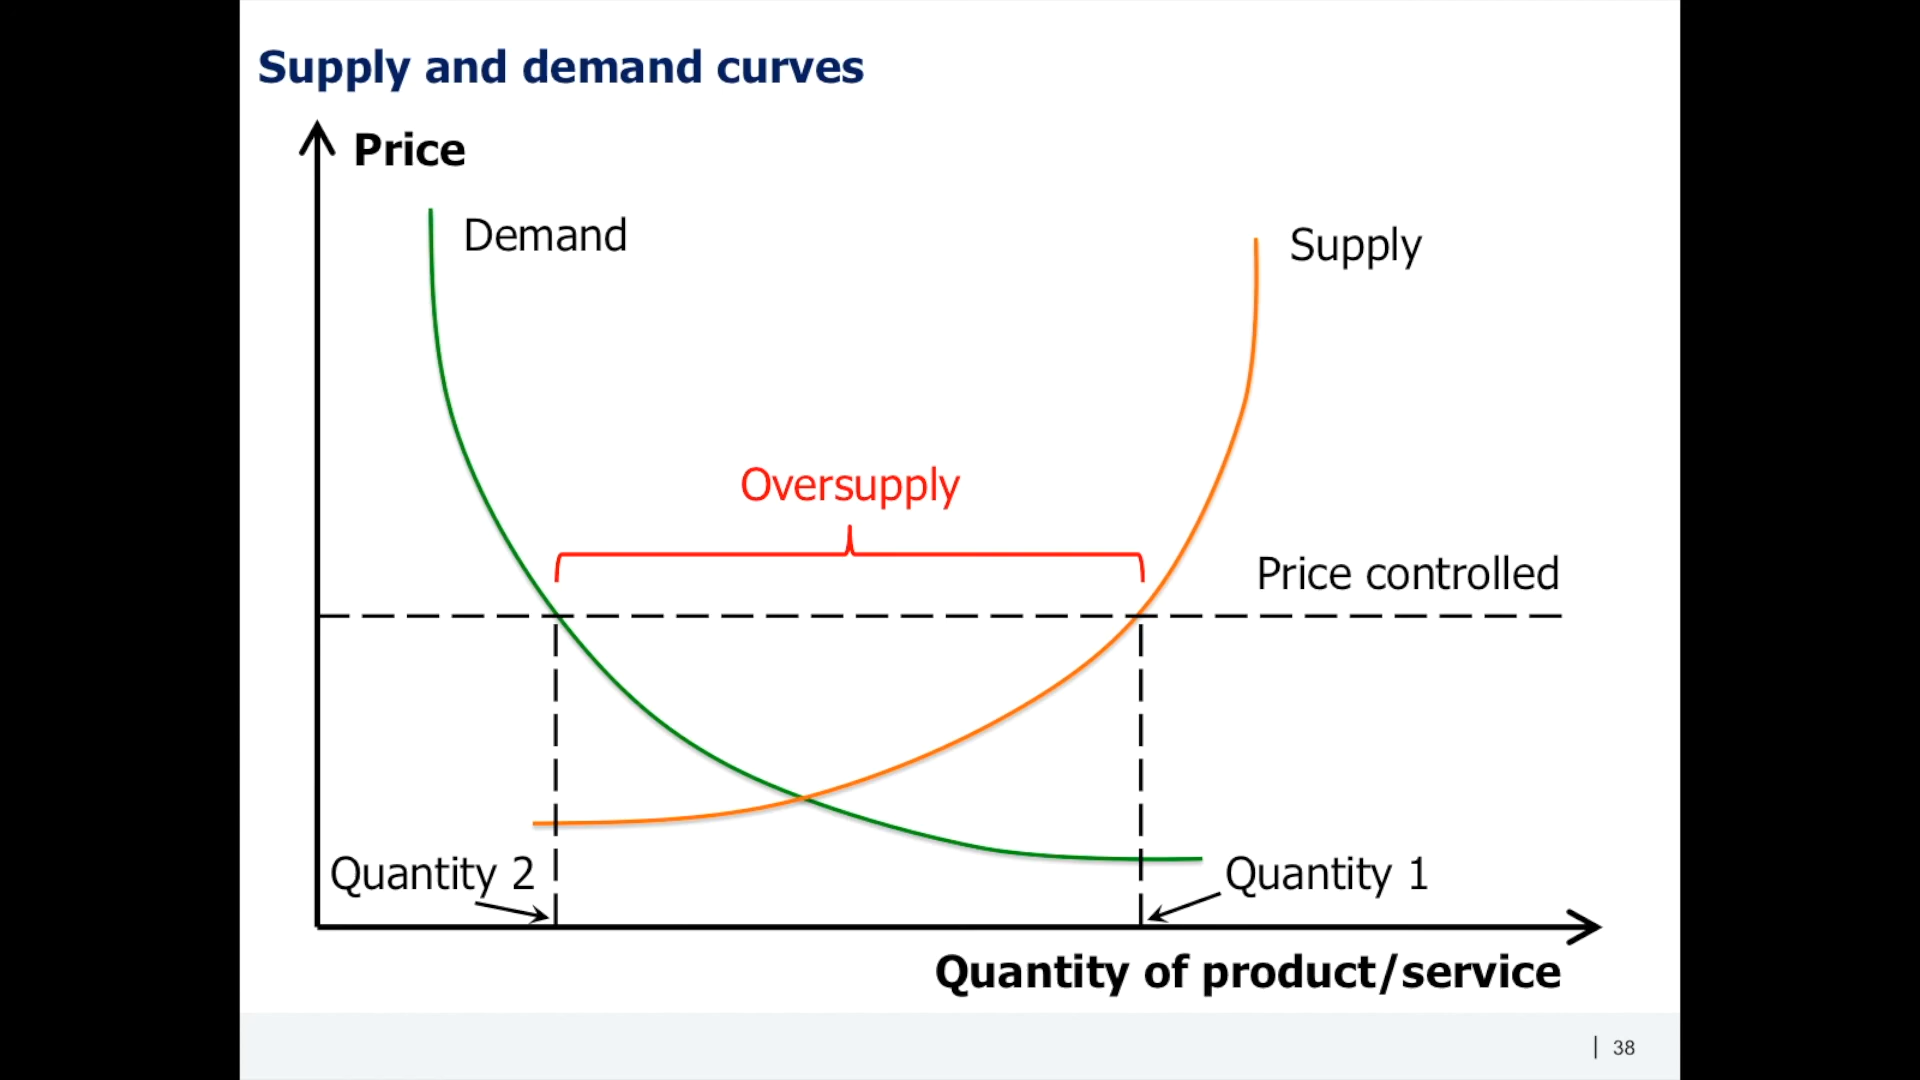 Supply and demand curves
Price
Demand
Supply
Oversupply
Price controlled
Quantity 2
Quantity 1
Quantity of product/service
38